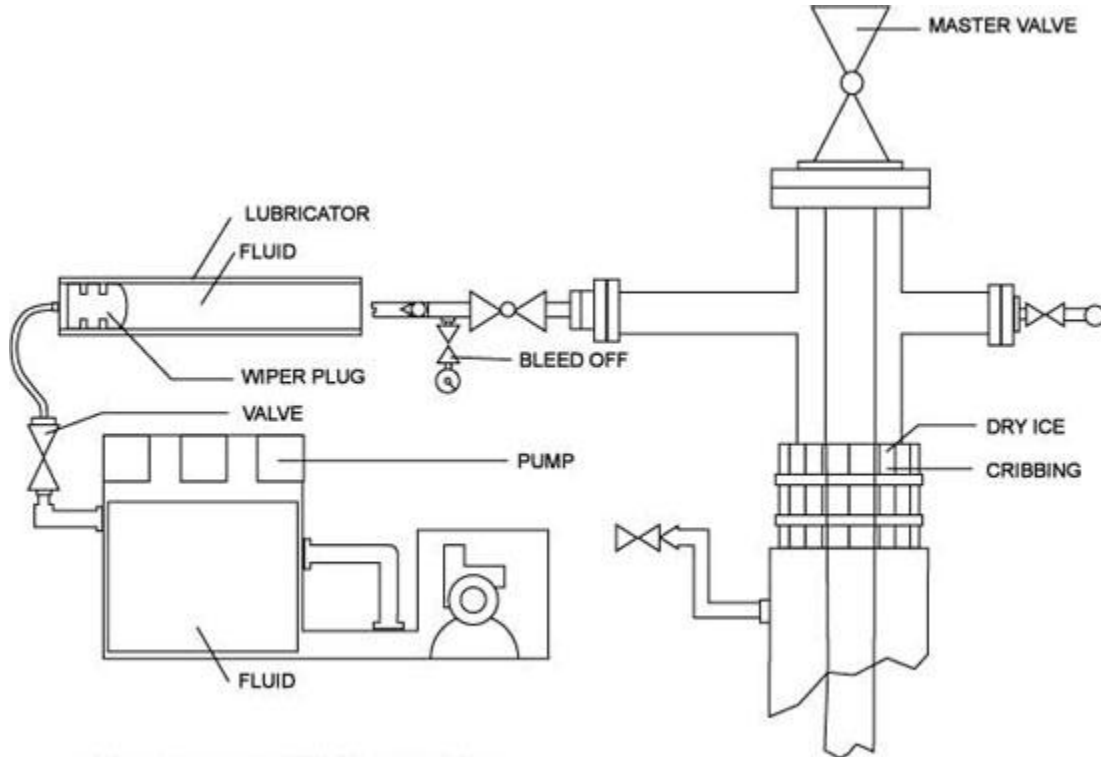 MASTER VALVE
LUBRICATOR
FLUID
WIPER PLUG
BLEED OFF
VALVE
PUMP
DRY ICE
CRIBBING
FLUID